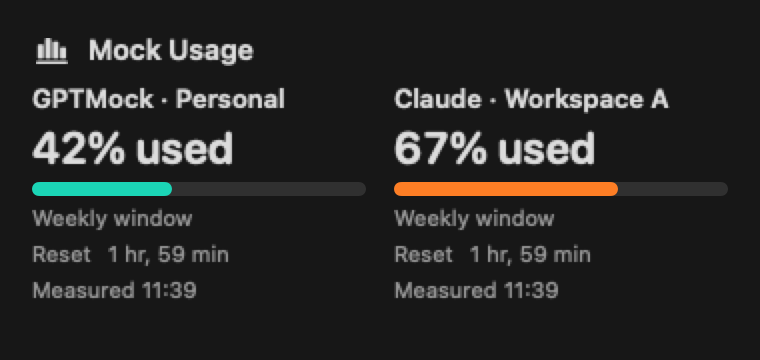 Mock Usage
GPTMock · Personal
42% used
Weekly window
Reset 1 hr, 59 min
Measured 11:39
Claude · Workspace A
67% used
Weekly window
Reset 1 hr, 59 min
Measured 11:39